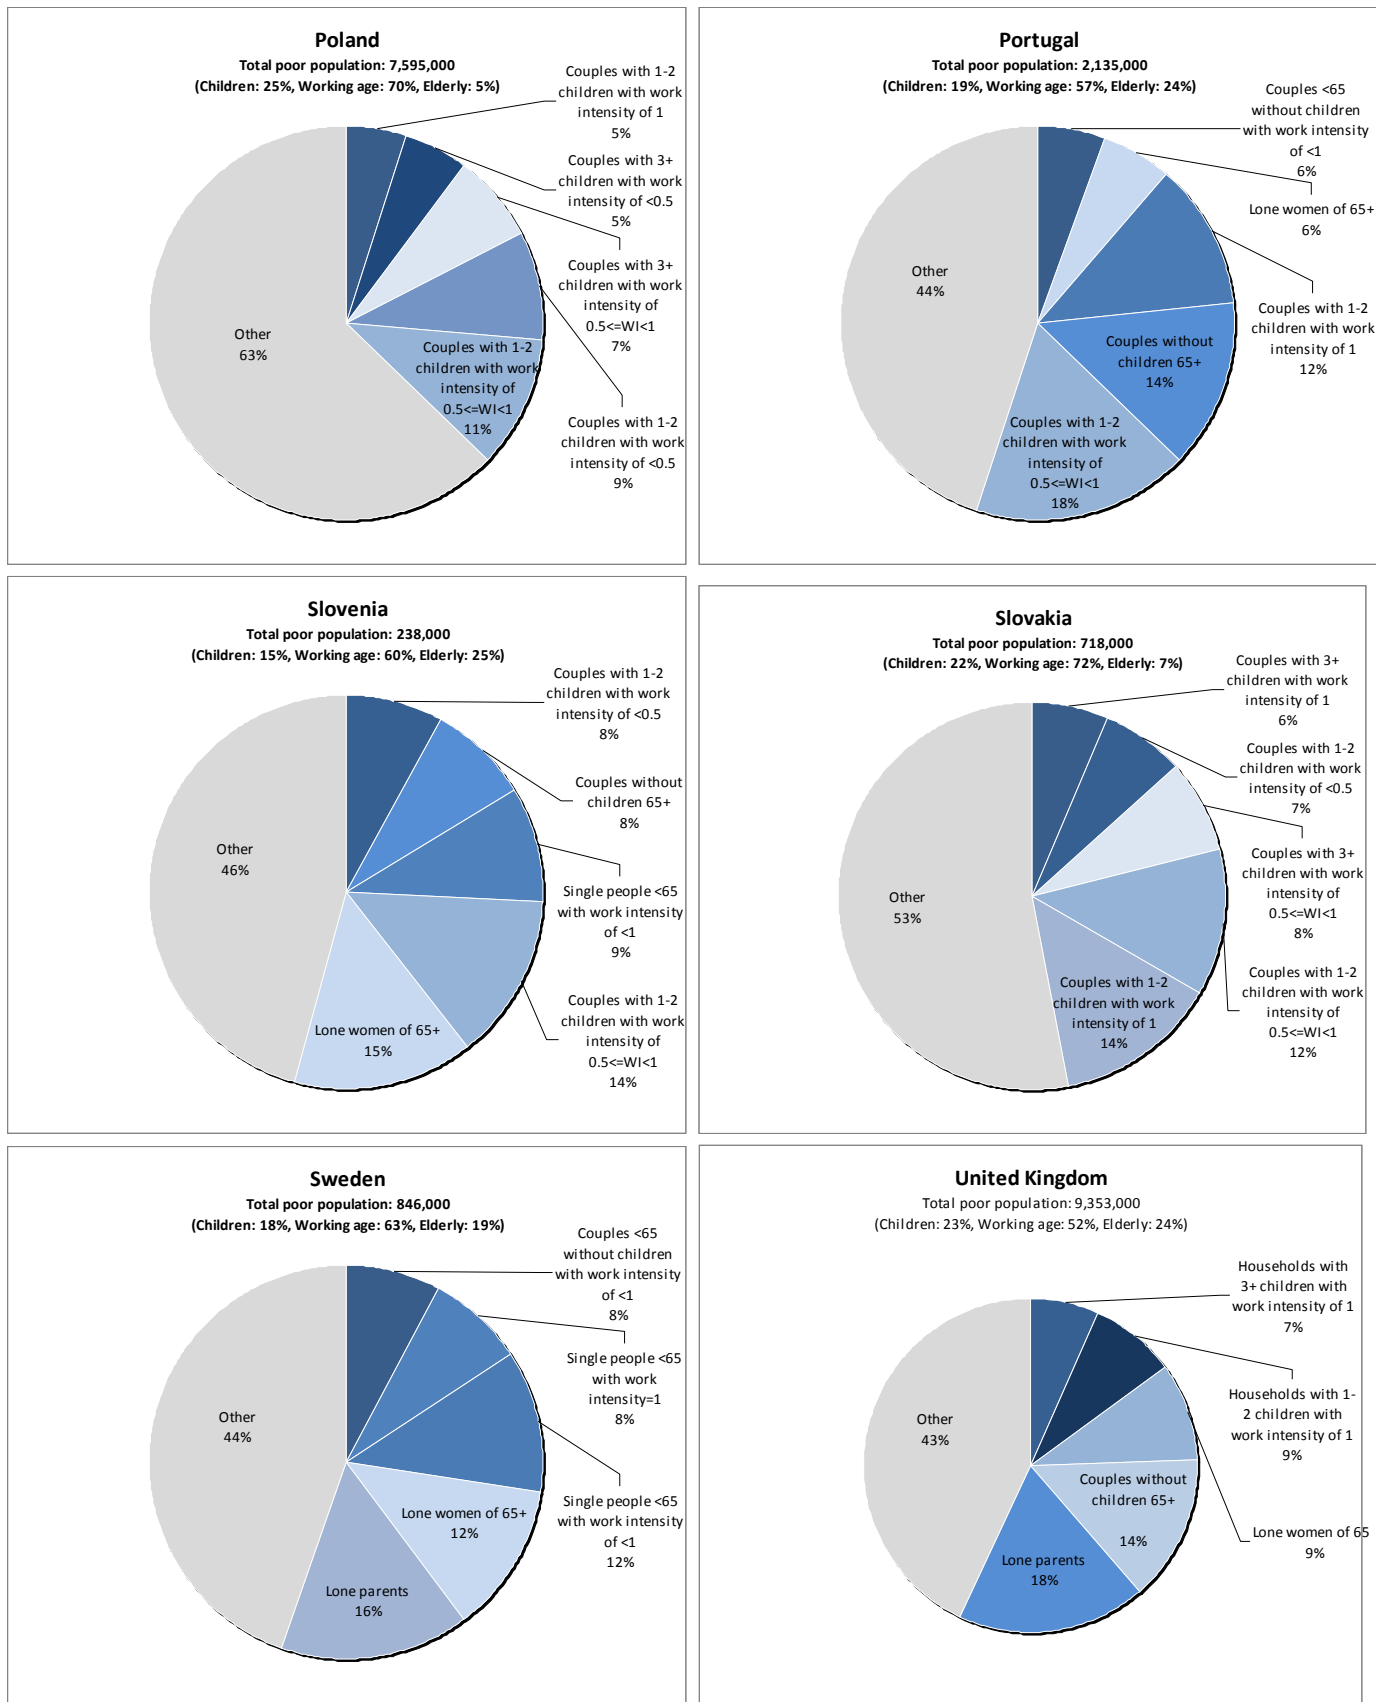 Poland
Total poor population: 7,595,000
(Children: 25%, Working age: 70%, Elderly: 5%)
Couples with 1-2
children with work
intensity of 1
5%
Couples with 3+
children with work
intensity of <0.5
5%
Couples with 3+
children with work
intensity of
0.5<=WI<1
7%
Couples with 1-2
children with work
intensity of <0.5
9%
Couples with 1-2
children with work
intensity of
0.5<=WI<1
11%
Other
63%
Portugal
Total poor population: 2,135,000
(Children: 19%, Working age: 57%, Elderly: 24%)
Couples <65
without children
with work intensity
of <1
6%
Lone women of 65+
6%
Couples with 1-2
children with work
intensity of 1
12%
Couples without
children 65+
14%
Couples with 1-2
children with work
intensity of
0.5<=WI<1
18%
Other
44%
Slovenia
Total poor population: 238,000
(Children: 15%, Working age: 60%, Elderly: 25%)
Couples with 1-2
children with work
intensity of <0.5
8%
Couples without
children 65+
8%
Single people <65
with work intensity
of <1
9%
Couples with 1-2
children with work
intensity of
0.5<=WI<1
14%
Lone women of 65+
15%
Other
46%
Slovakia
Total poor population: 718,000
(Children: 22%, Working age: 72%, Elderly: 7%)
Couples with 3+
children with work
intensity of 1
6%
Couples with 1-2
children with work
intensity of <0.5
7%
Couples with 3+
children with work
intensity of
0.5<=WI<1
8%
Couples with 1-2
children with work
intensity of
0.5<=WI<1
12%
Couples with 1-2
children with work
intensity of 1
14%
Other
53%
Sweden
Total poor population: 846,000
(Children: 18%, Working age: 63%, Elderly: 19%)
Couples <65
without children
with work intensity
of <1
8%
Single people <65
with work
intensity=1
8%
Single people <65
with work intensity
of <1
12%
Lone women of 65+
12%
Lone parents
16%
Other
44%
United Kingdom
Total poor population: 9,353,000
(Children: 23%, Working age: 52%, Elderly: 24%)
Households with
3+ children with
work intensity of 1
7%
Households with 1-
2 children with
work intensity of 1
9%
Lone women of 65
9%
Couples without
children 65+
14%
Lone parents
18%
Other
43%